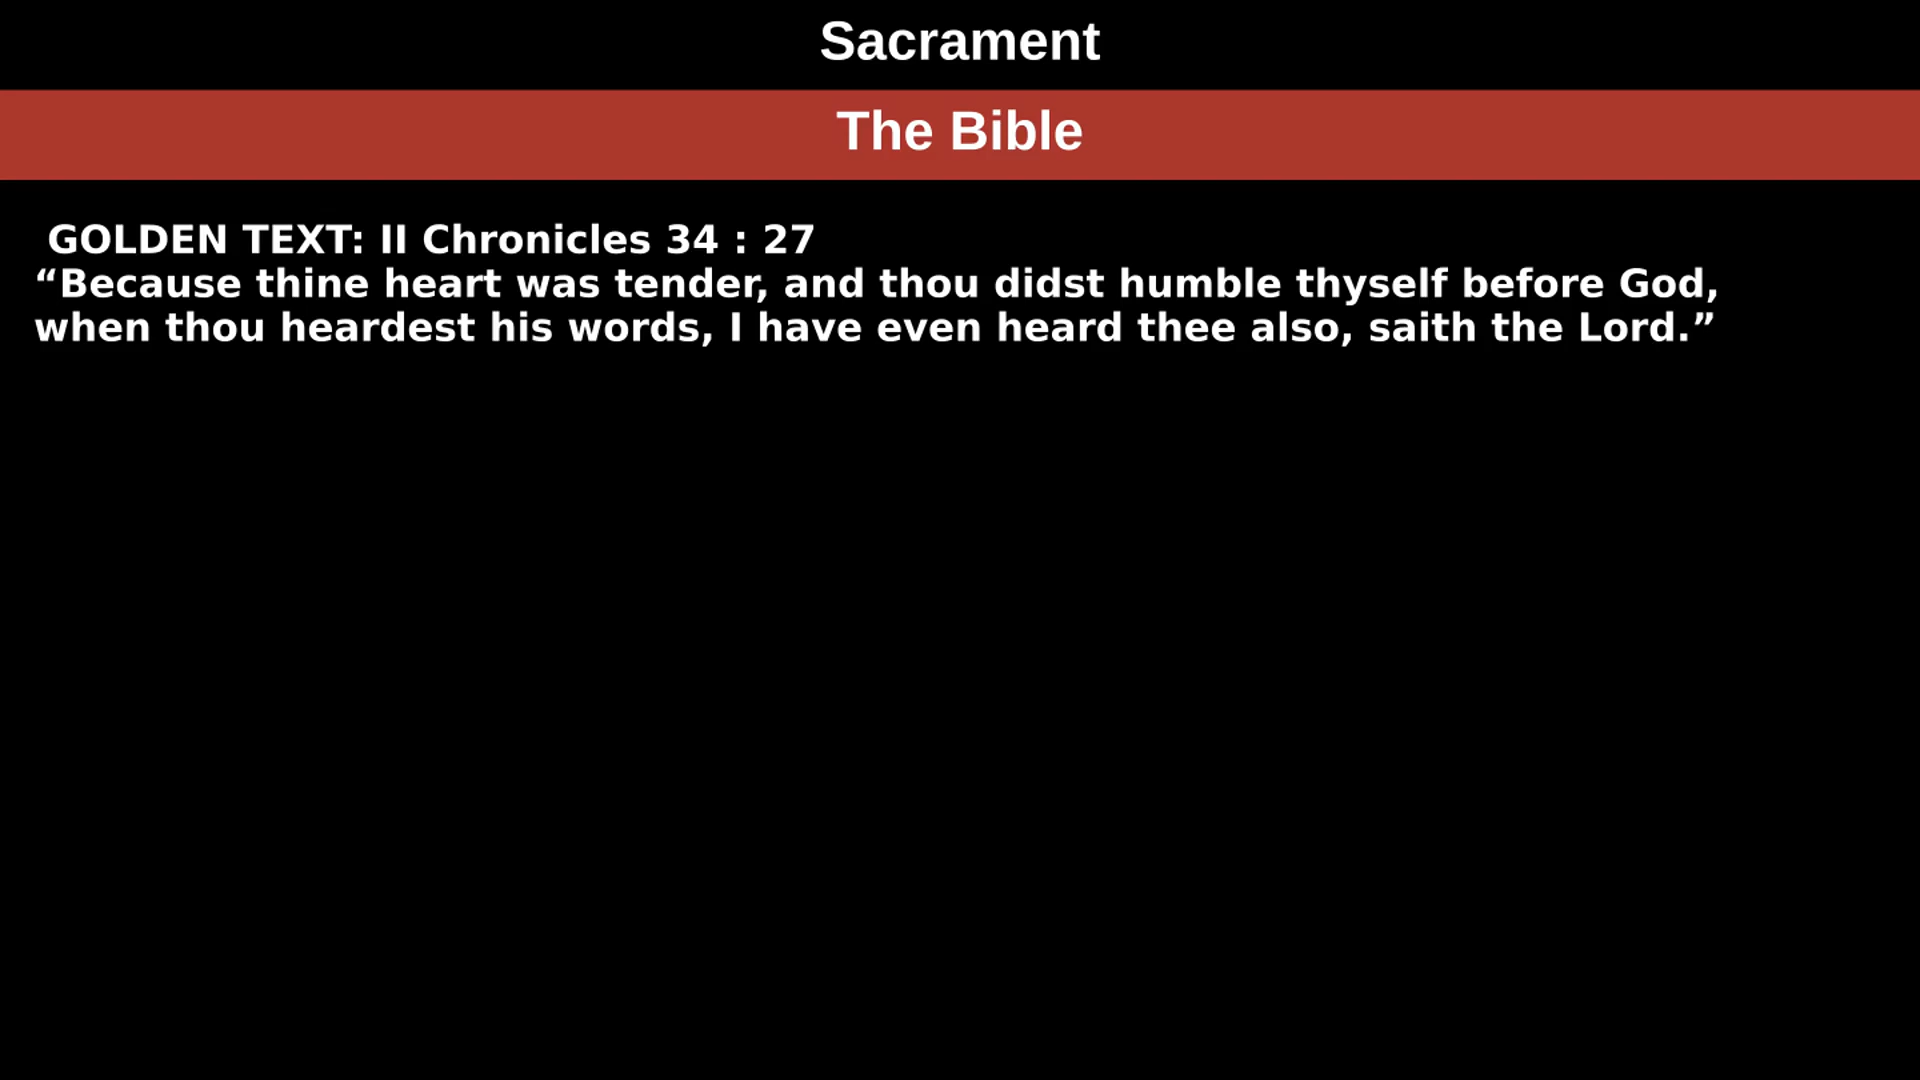 Sacrament
The Bible
GOLDEN TEXT: II Chronicles 34 : 27
“Because thine heart was tender, and thou didst humble thyself before God,
when thou heardest his words, I have even heard thee also, saith the Lord.”